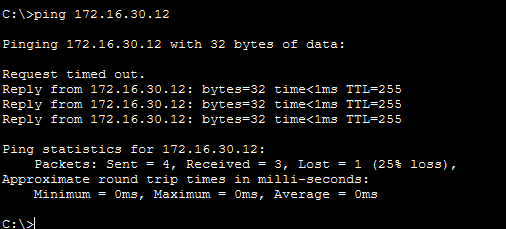 C:\>ping 172.16.30.12
Pinging 172.16.30.12 with 32 bytes of data:
Request timed out.
Reply from 172.16.30.12: bytes=32 time<1ms TTL=255
Reply from 172.16.30.12: bytes=32 time<1ms TTL=255
Reply from 172.16.30.12: bytes=32 time<1ms TTL=255
Ping statistics for 172.16.30.12:
    Packets: Sent = 4, Received = 3, Lost = 1 (25% loss),
Approximate round trip times in milli-seconds:
    Minimum = 0ms, Maximum = 0ms, Average = 0ms
C:\>